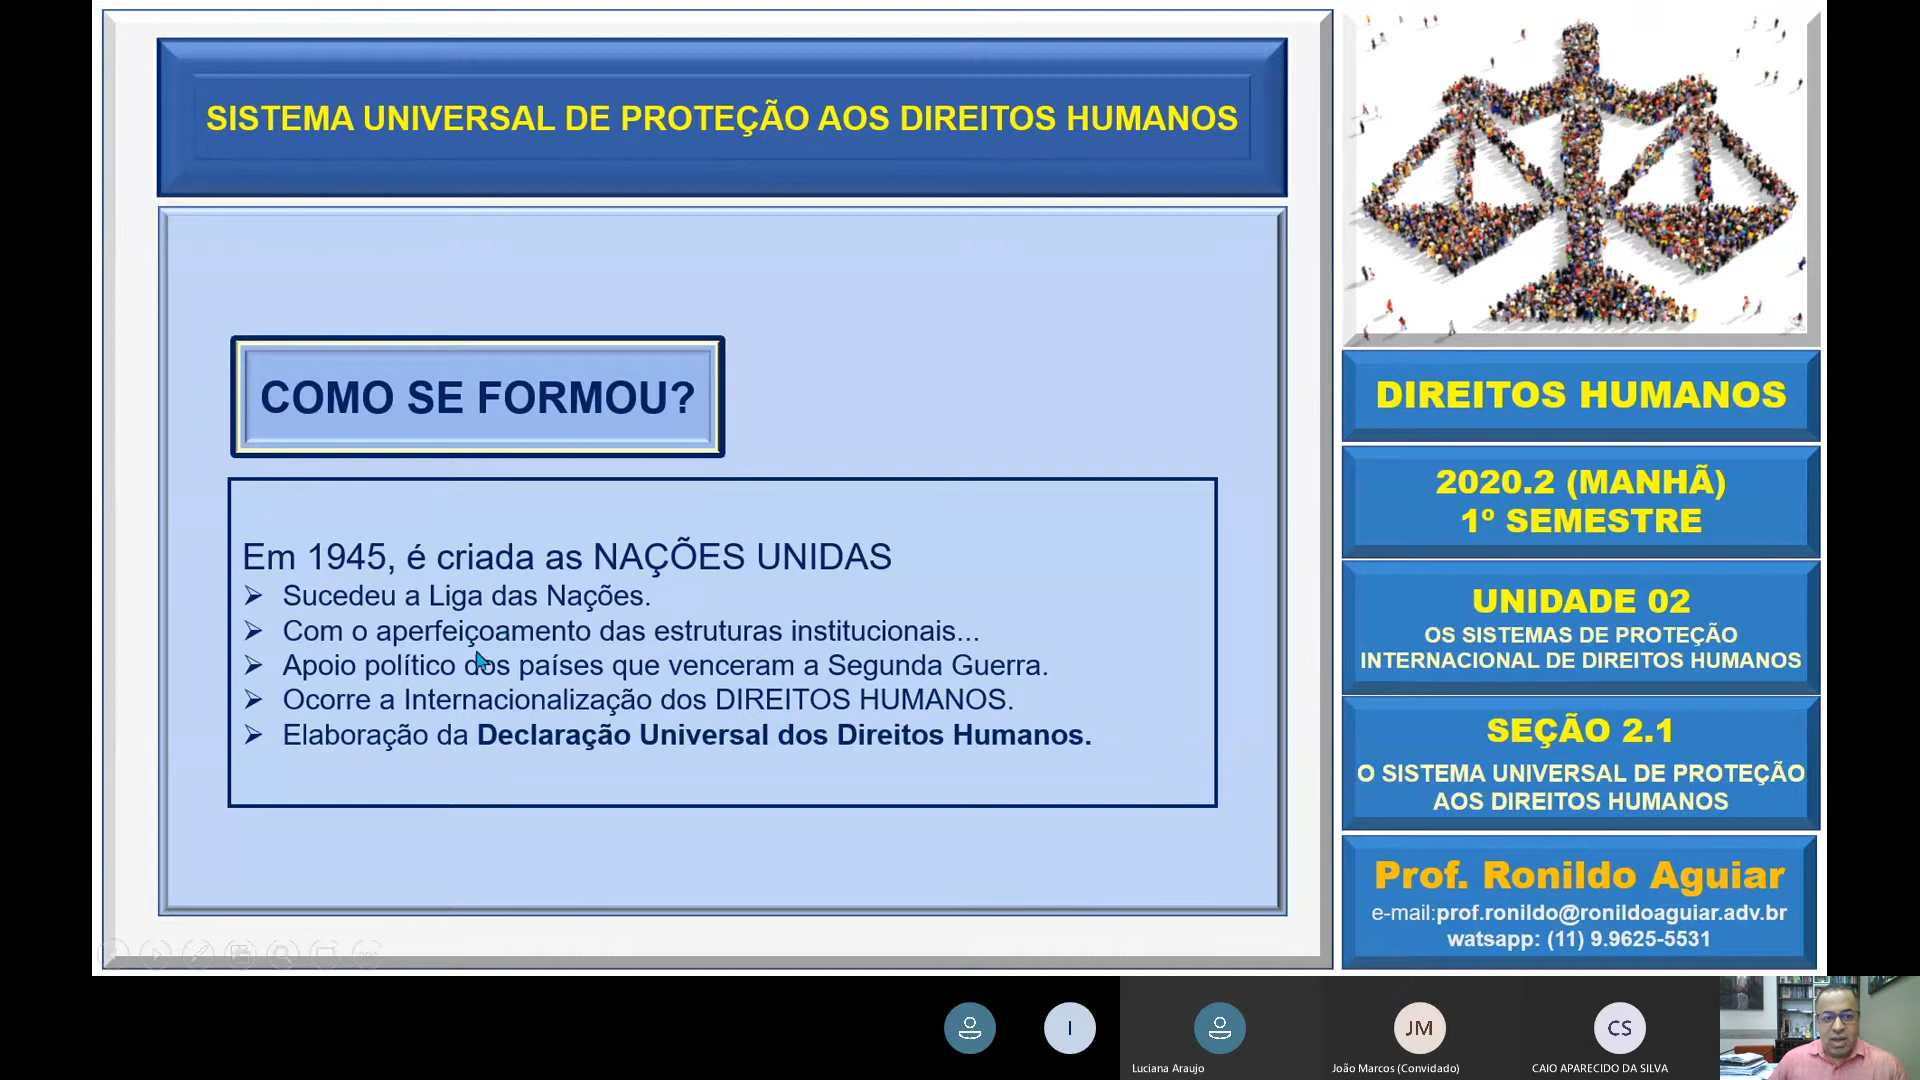 SISTEMA UNIVERSAL DE PROTEÇÃO AOS DIREITOS HUMANOS
COMO SE FORMOU?
Em 1945, é criada as NAÇÕES UNIDAS
➢ Sucedeu a Liga das Nações.
➢ Com o aperfeiçoamento das estruturas institucionais...
➢ Apoio político dos países que venceram a Segunda Guerra.
➢ Ocorre a Internacionalização dos DIREITOS HUMANOS.
➢ Elaboração da Declaração Universal dos Direitos Humanos.
DIREITOS HUMANOS
2020.2 (MANHÃ)
1º SEMESTRE
UNIDADE 02
OS SISTEMAS DE PROTEÇÃO
INTERNACIONAL DE DIREITOS HUMANOS
SEÇÃO 2.1
O SISTEMA UNIVERSAL DE PROTEÇÃO
AOS DIREITOS HUMANOS
Prof. Ronildo Aguiar
e-mail:prof.ronildo@ronildoaguiar.adv.br
watsapp: (11) 9.9625-5531
I
JM
CS
Luciana Araujo
João Marcos (Convidado)
CAIO APARECIDO DA SILVA